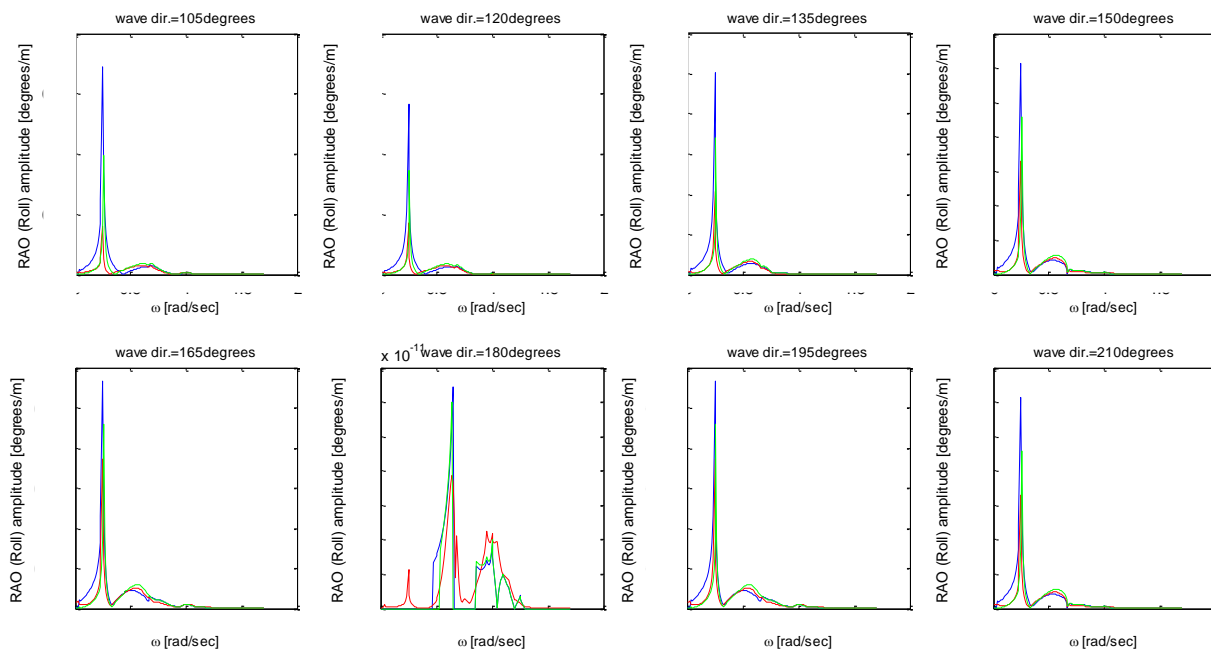 wave dir.=105degrees
wave dir.=120degrees
wave dir.=135degrees
wave dir.=150degrees
RAO (Roll) amplitude [degrees/m]
RAO (Roll) amplitude [degrees/m]
RAO (Roll) amplitude [degrees/m]
RAO (Roll) amplitude [degrees/m]
ω [rad/sec]
ω [rad/sec]
ω [rad/sec]
ω [rad/sec]
wave dir.=165degrees
x 10⁻¹¹
wave dir.=180degrees
wave dir.=195degrees
wave dir.=210degrees
RAO (Roll) amplitude [degrees/m]
RAO (Roll) amplitude [degrees/m]
RAO (Roll) amplitude [degrees/m]
RAO (Roll) amplitude [degrees/m]
ω [rad/sec]
ω [rad/sec]
ω [rad/sec]
ω [rad/sec]